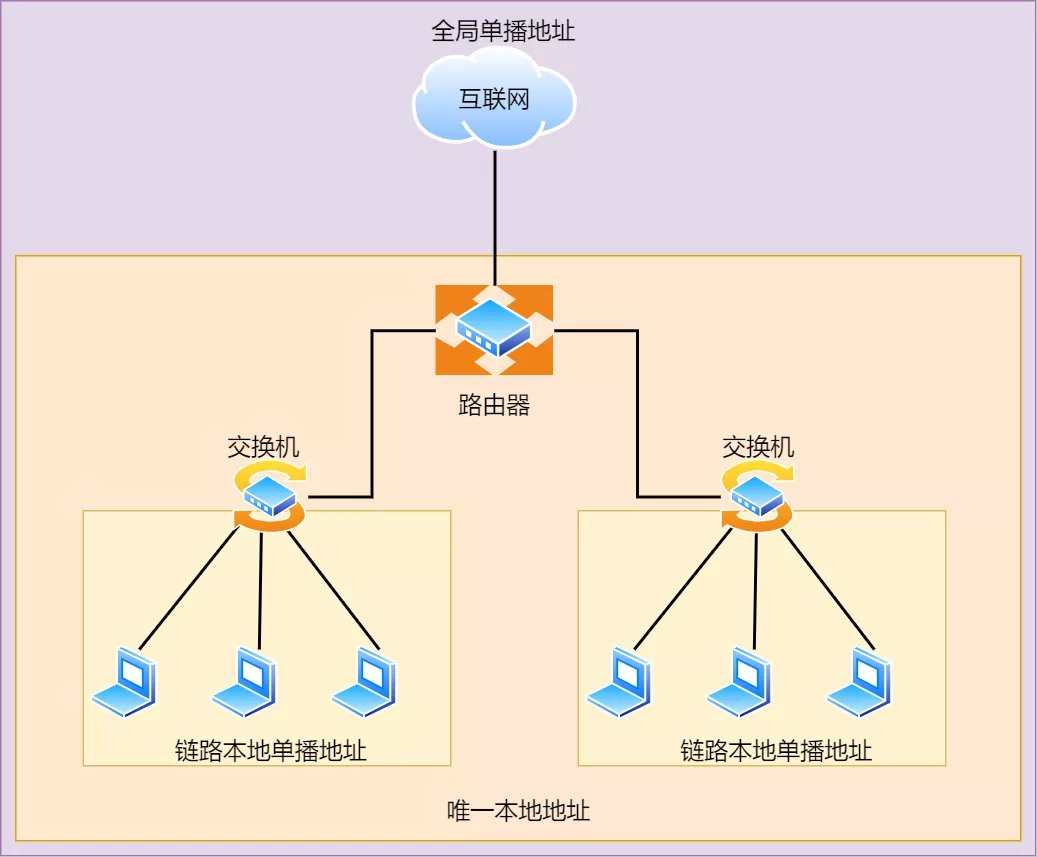 全局单播地址
互联网
路由器
交换机
交换机
链路本地单播地址
链路本地单播地址
唯一本地地址